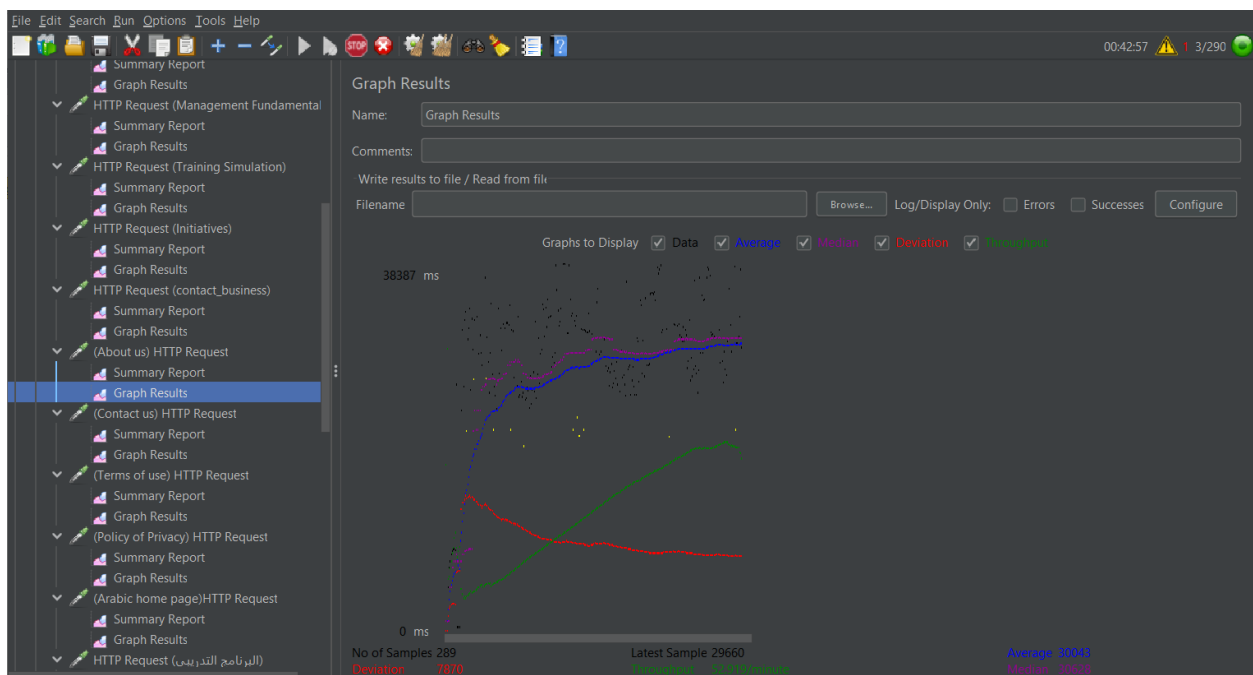 File Edit Search Run Options Tools Help
STOP
00:42:57 1 3/290
Summary Report
Graph Results
HTTP Request (Management Fundamental
Summary Report
Graph Results
HTTP Request (Training Simulation)
Summary Report
Graph Results
HTTP Request (Initiatives)
Summary Report
Graph Results
HTTP Request (contact_business)
Summary Report
Graph Results
(About us) HTTP Request
Summary Report
Graph Results
(Contact us) HTTP Request
Summary Report
Graph Results
(Terms of use) HTTP Request
Summary Report
Graph Results
(Policy of Privacy) HTTP Request
Summary Report
Graph Results
(Arabic home page)HTTP Request
Summary Report
Graph Results
HTTP Request (البرنامج التدريبى)
Graph Results
Name: Graph Results
Comments:
Write results to file / Read from file
Filename Browse... Log/Display Only: Errors Successes Configure
Graphs to Display Data Average Median Deviation Throughput
38387 ms
0 ms
No of Samples 289 Latest Sample 29660 Average 30043
Deviation 7870 Throughput 52.919/minute Median